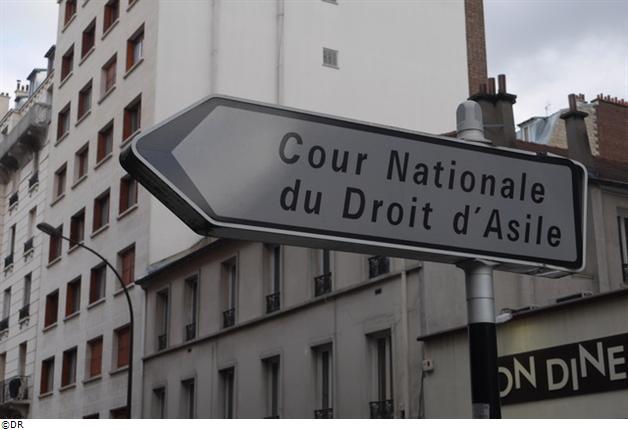 Cour Nationale
du Droit d'Asile
ON DINE
©DR